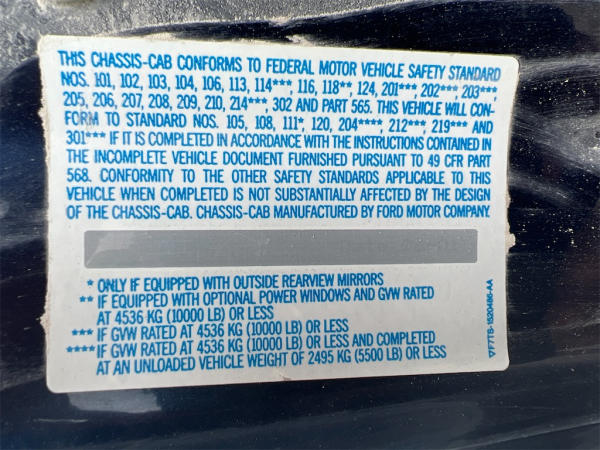 THIS CHASSIS-CAB CONFORMS TO FEDERAL MOTOR VEHICLE SAFETY STANDARD
NOS. 101, 102, 103, 104, 106, 113, 114***, 116, 118**, 124, 201*** 202***, 203***,
205, 206, 207, 208, 209, 210, 214***, 302 AND PART 565. THIS VEHICLE WILL CON-
FORM TO STANDARD NOS. 105, 108, 111*, 120, 204****, 212***, 219*** AND
301*** IF IT IS COMPLETED IN ACCORDANCE WITH THE INSTRUCTIONS CONTAINED IN
THE INCOMPLETE VEHICLE DOCUMENT FURNISHED PURSUANT TO 49 CFR PART
568. CONFORMITY TO THE OTHER SAFETY STANDARDS APPLICABLE TO THIS
VEHICLE WHEN COMPLETED IS NOT SUBSTANTIALLY AFFECTED BY THE DESIGN
OF THE CHASSIS-CAB. CHASSIS-CAB MANUFACTURED BY FORD MOTOR COMPANY.
* ONLY IF EQUIPPED WITH OUTSIDE REARVIEW MIRRORS
** IF EQUIPPED WITH OPTIONAL POWER WINDOWS AND GVW RATED
AT 4536 KG (10000 LB) OR LESS
*** IF GVW RATED AT 4536 KG (10000 LB) OR LESS
**** IF GVW RATED AT 4536 KG (10000 LB) OR LESS AND
AT AN UNLOADED VEHICLE WEIGHT OF 2495 KG (5500 LB) OR LESS
F7TS-1520486-AA